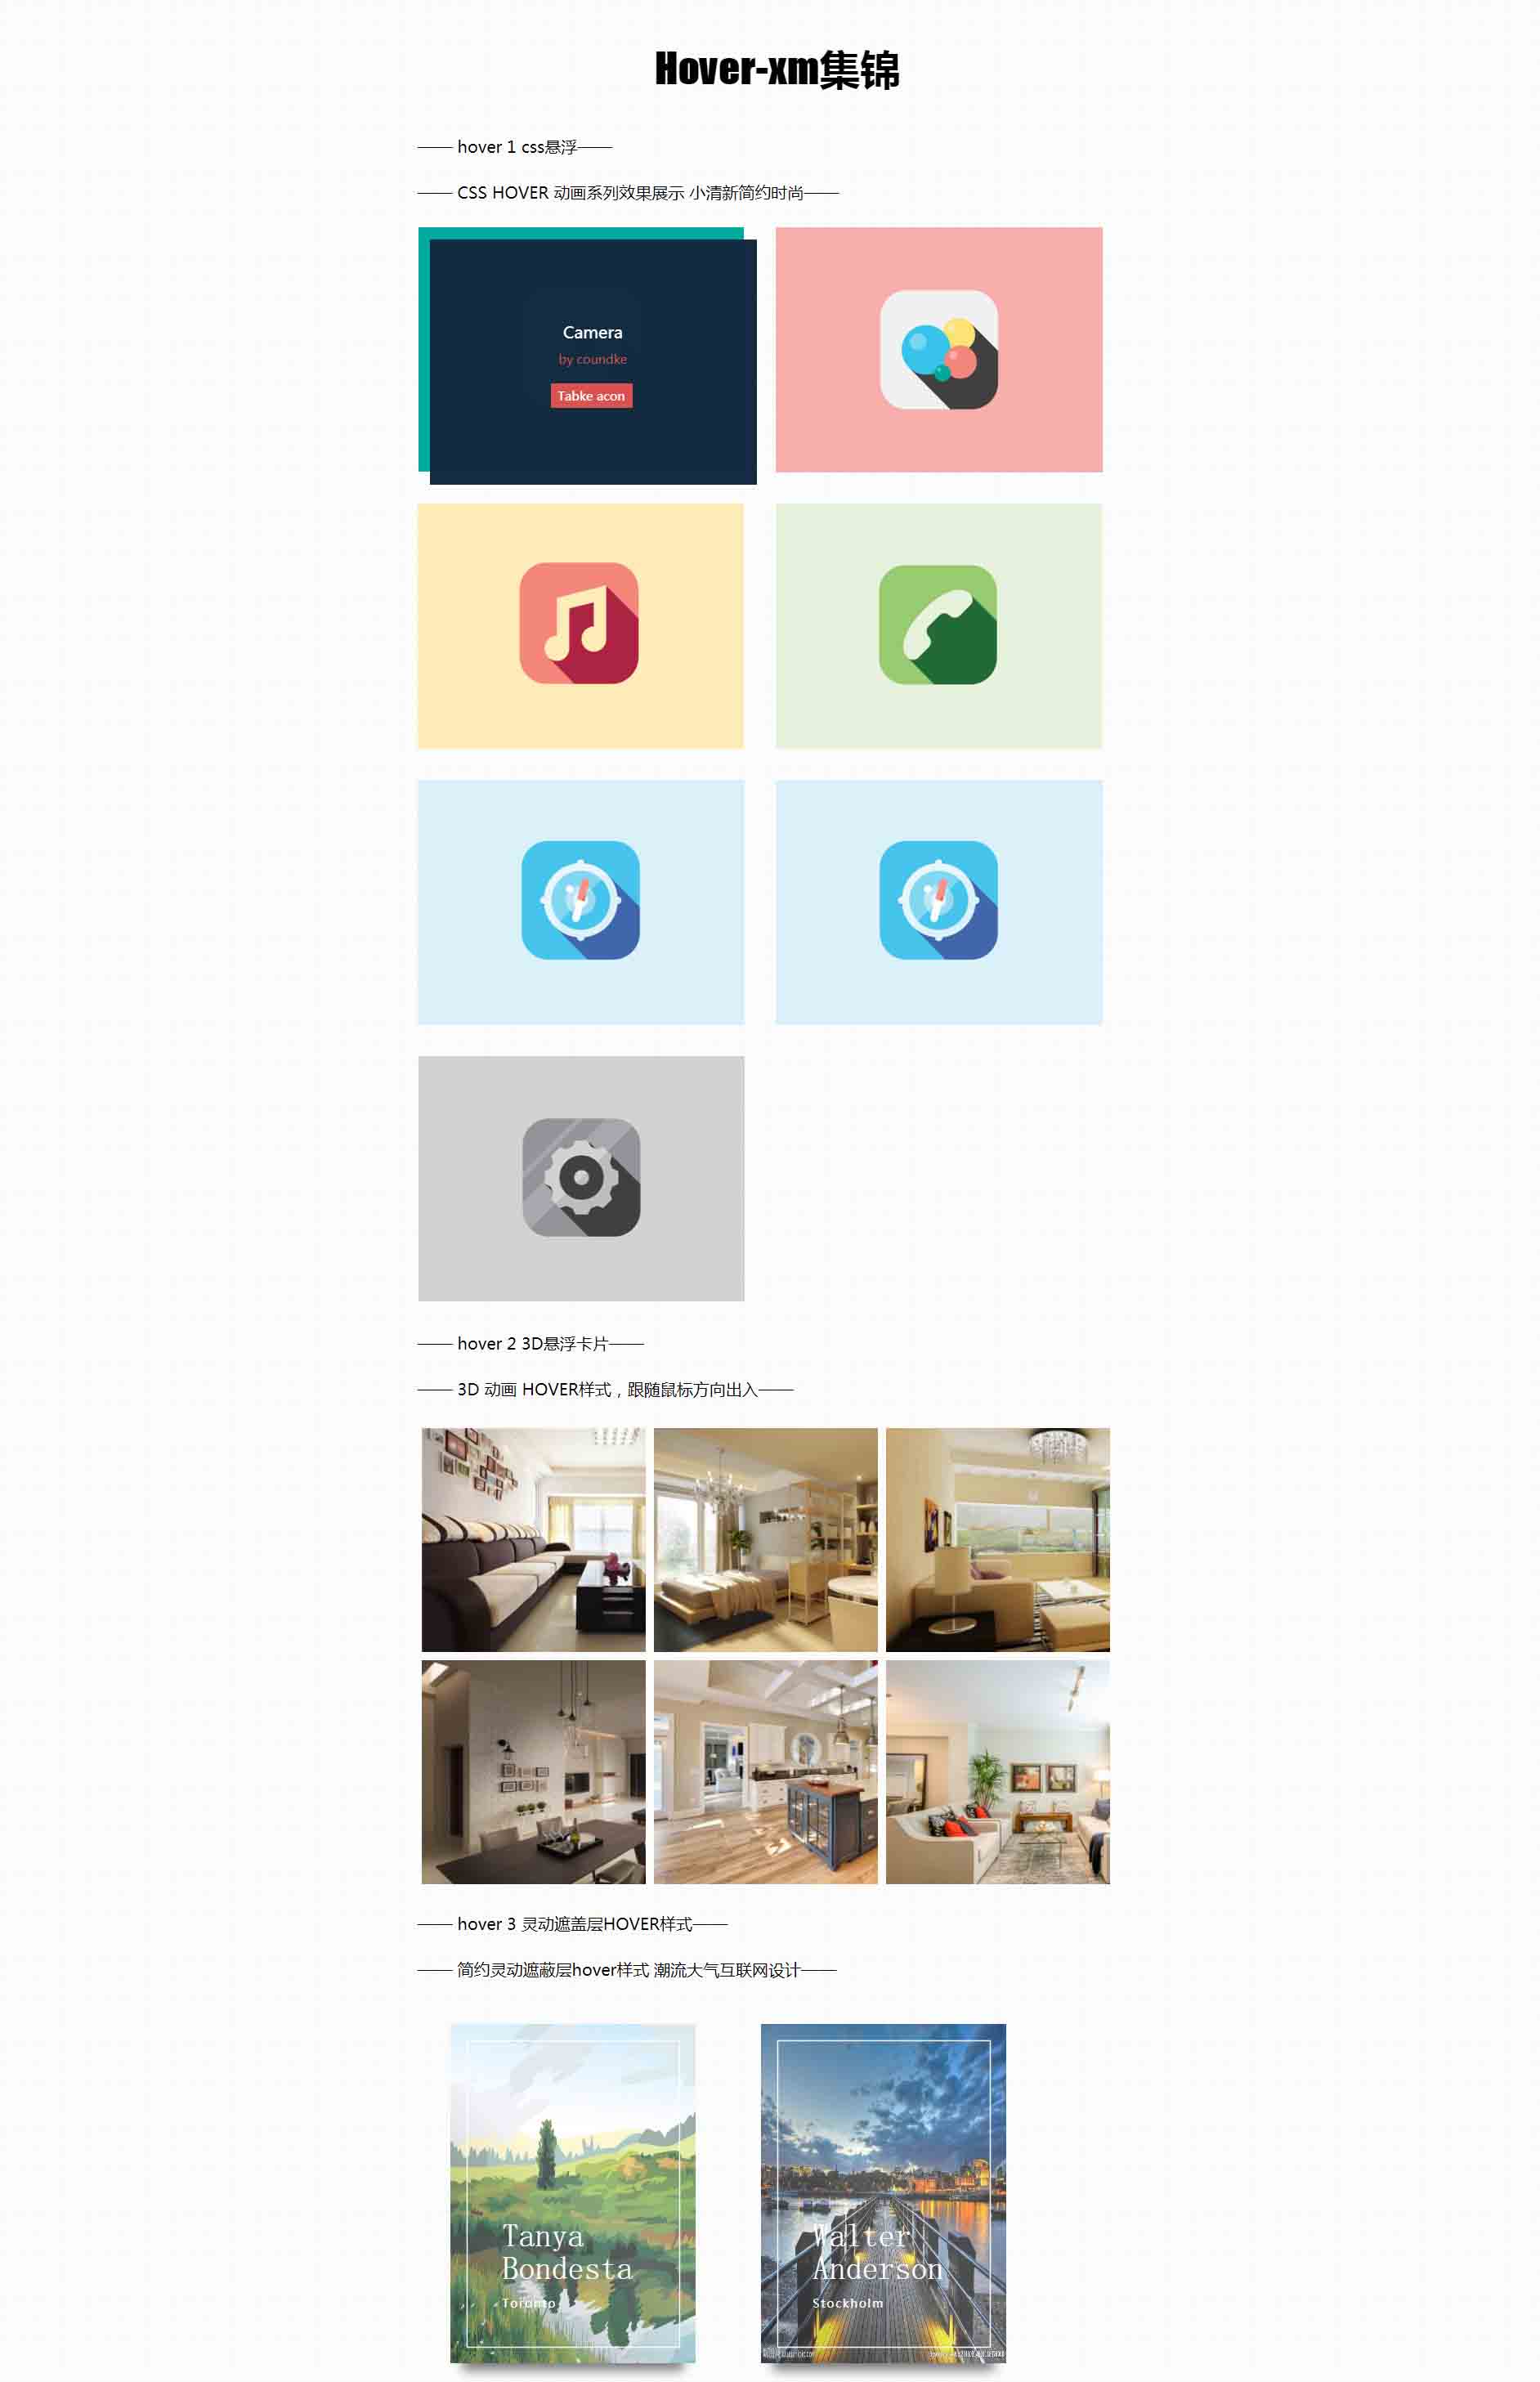 Hover-xm集锦
—— hover 1 css悬浮——
—— CSS HOVER 动画系列效果展示 小清新简约时尚——
Camera
by coundke
Tabke acon
—— hover 2 3D悬浮卡片——
—— 3D 动画 HOVER样式，跟随鼠标方向出入——
—— hover 3 灵动遮盖层HOVER样式——
—— 简约灵动遮蔽层hover样式 潮流大气互联网设计——
Tanya
Bondesta
Toronto
Walter
Anderson
Stockholm